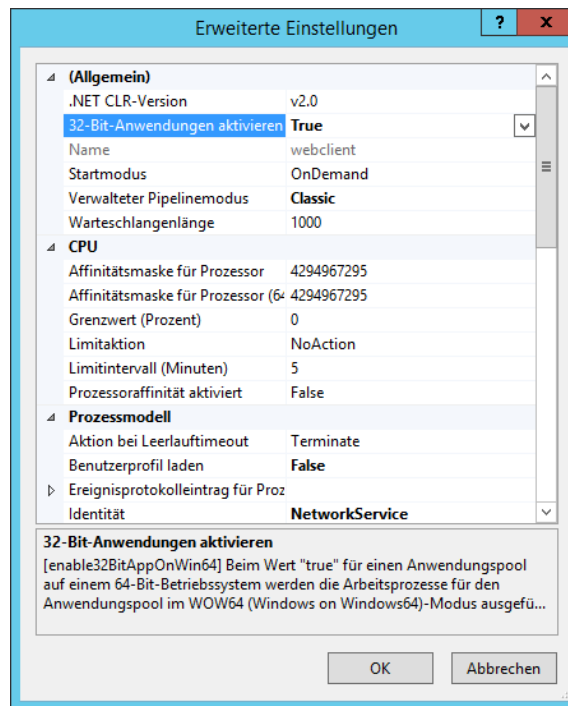 Erweiterte Einstellungen
(Allgemein)
.NET CLR-Version v2.0
32-Bit-Anwendungen aktivieren True
Name webclient
Startmodus OnDemand
Verwalteter Pipelinemodus Classic
Warteschlangenlänge 1000
CPU
Affinitätsmaske für Prozessor 4294967295
Affinitätsmaske für Prozessor (64 4294967295
Grenzwert (Prozent) 0
Limitaktion NoAction
Limitintervall (Minuten) 5
Prozessoraffinität aktiviert False
Prozessmodell
Aktion bei Leerlauftimeout Terminate
Benutzerprofil laden False
Ereignisprotokolleintrag für Proz
Identität NetworkService
32-Bit-Anwendungen aktivieren
[enable32BitAppOnWin64] Beim Wert "true" für einen Anwendungspool
auf einem 64-Bit-Betriebssystem werden die Arbeitsprozesse für den
Anwendungspool im WOW64 (Windows on Windows64)-Modus ausgefü...
OK Abbrechen